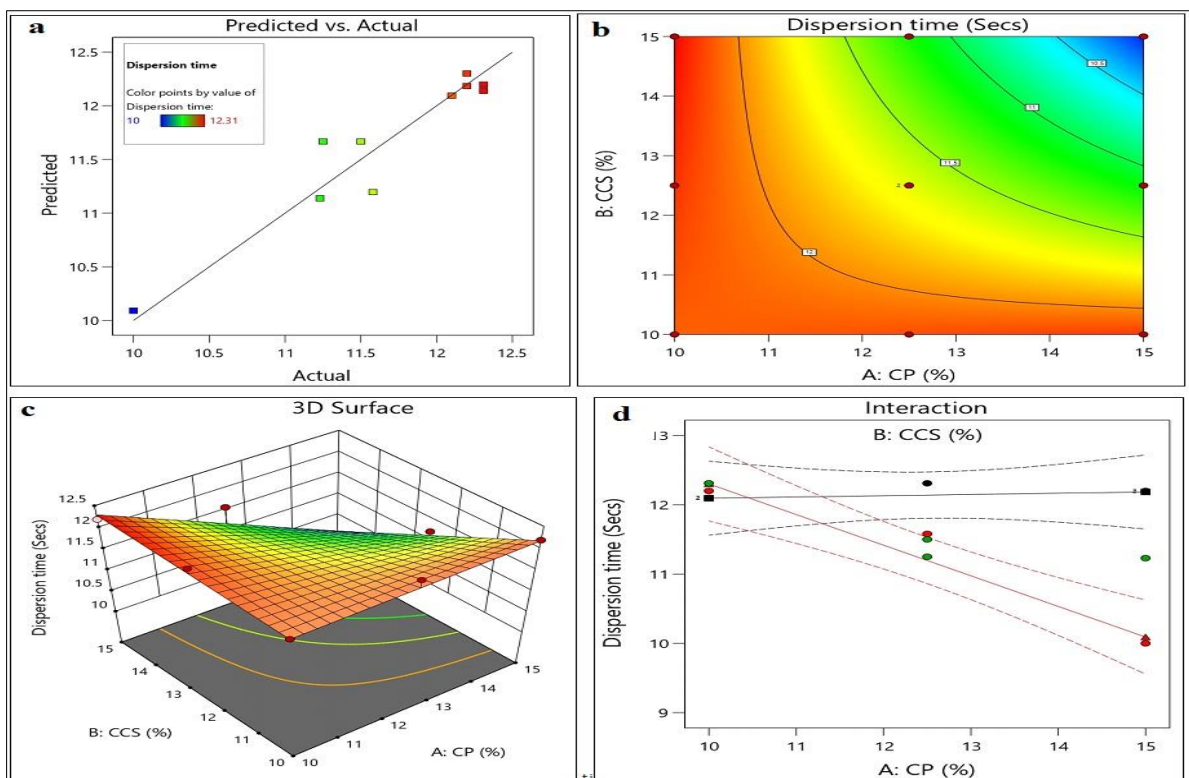 a
Predicted vs. Actual
12.5
12
11.5
11
10.5
10
Predicted
Dispersion time
Color points by value of
Dispersion time:
10 12.31
10 10.5 11 11.5 12 12.5
Actual
b
Dispersion time (Secs)
15
14
13
12
11
10
B: CCS (%)
10.5
11
11.5
2
12
10 11 12 13 14 15
A: CP (%)
c
3D Surface
12.5
12
11.5
11
10.5
10
Dispersion time (Secs)
15
14
13
12
11
10
B: CCS (%)
10
11
12
13
14
15
A: CP (%)
d
Interaction
B: CCS (%)
13
12
11
10
9
Dispersion time (Secs)
2
10 11 12 13 14 15
A: CP (%)